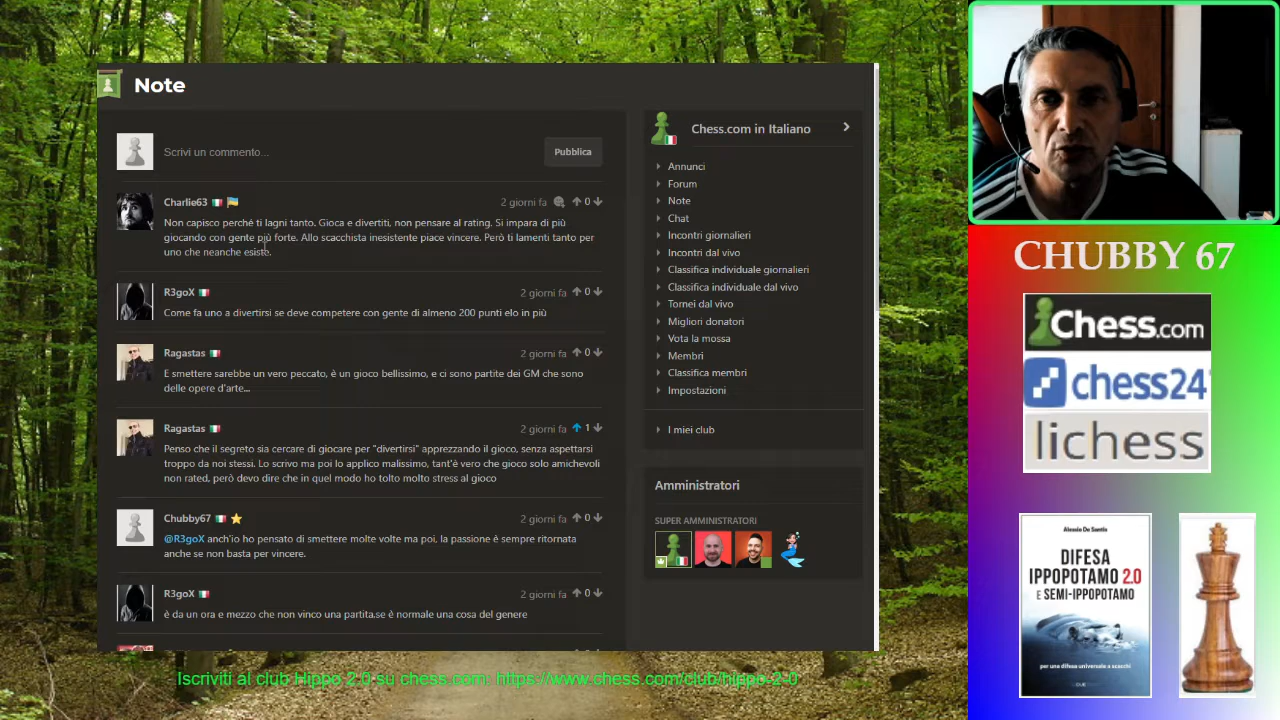 Note
Scrivi un commento...
Pubblica
Charlie63
2 giorni fa
0
Non capisco perchè ti lagni tanto. Gioca e divertiti, non pensare al rating. Si impara di più
giocando con gente più forte. Allo scacchista inesistente piace vincere. Però ti lamenti tanto per
uno che neanche esiste.
R3goX
2 giorni fa
0
Come fa uno a divertirsi se deve competere con gente di almeno 200 punti elo in più
Ragastas
2 giorni fa
0
E smettere sarebbe un vero peccato, è un gioco bellissimo, e ci sono partite dei GM che sono
delle opere d'arte...
Ragastas
2 giorni fa
1
Penso che il segreto sia cercare di giocare per "divertirsi" apprezzando il gioco, senza aspettarsi
troppo da noi stessi. Lo scrivo ma poi lo applico malissimo, tant'è vero che gioco solo amichevoli
non rated, però devo dire che in quel modo ho tolto molto stress al gioco
Chubby67
2 giorni fa
0
@R3goX anch'io ho pensato di smettere molte volte ma poi, la passione è sempre ritornata
anche se non basta per vincere.
R3goX
2 giorni fa
0
è da un ora e mezzo che non vinco una partita,se è normale una cosa del genere
Chess.com in Italiano
Annunci
Forum
Note
Chat
Incontri giornalieri
Incontri dal vivo
Classifica individuale giornalieri
Classifica individuale dal vivo
Tornei dal vivo
Migliori donatori
Vota la mossa
Membri
Classifica membri
Impostazioni
I miei club
Amministratori
SUPER AMMINISTRATORI
Iscriviti al club Hippo 2.0 su chess.com: https://www.chess.com/club/hippo-2-0
CHUBBY 67
Chess.com
chess24
lichess
Alessio De Santis
DIFESA
IPPOPOTAMO 2.0
E SEMI-IPPOPOTAMO
per una difesa universale a scacchi